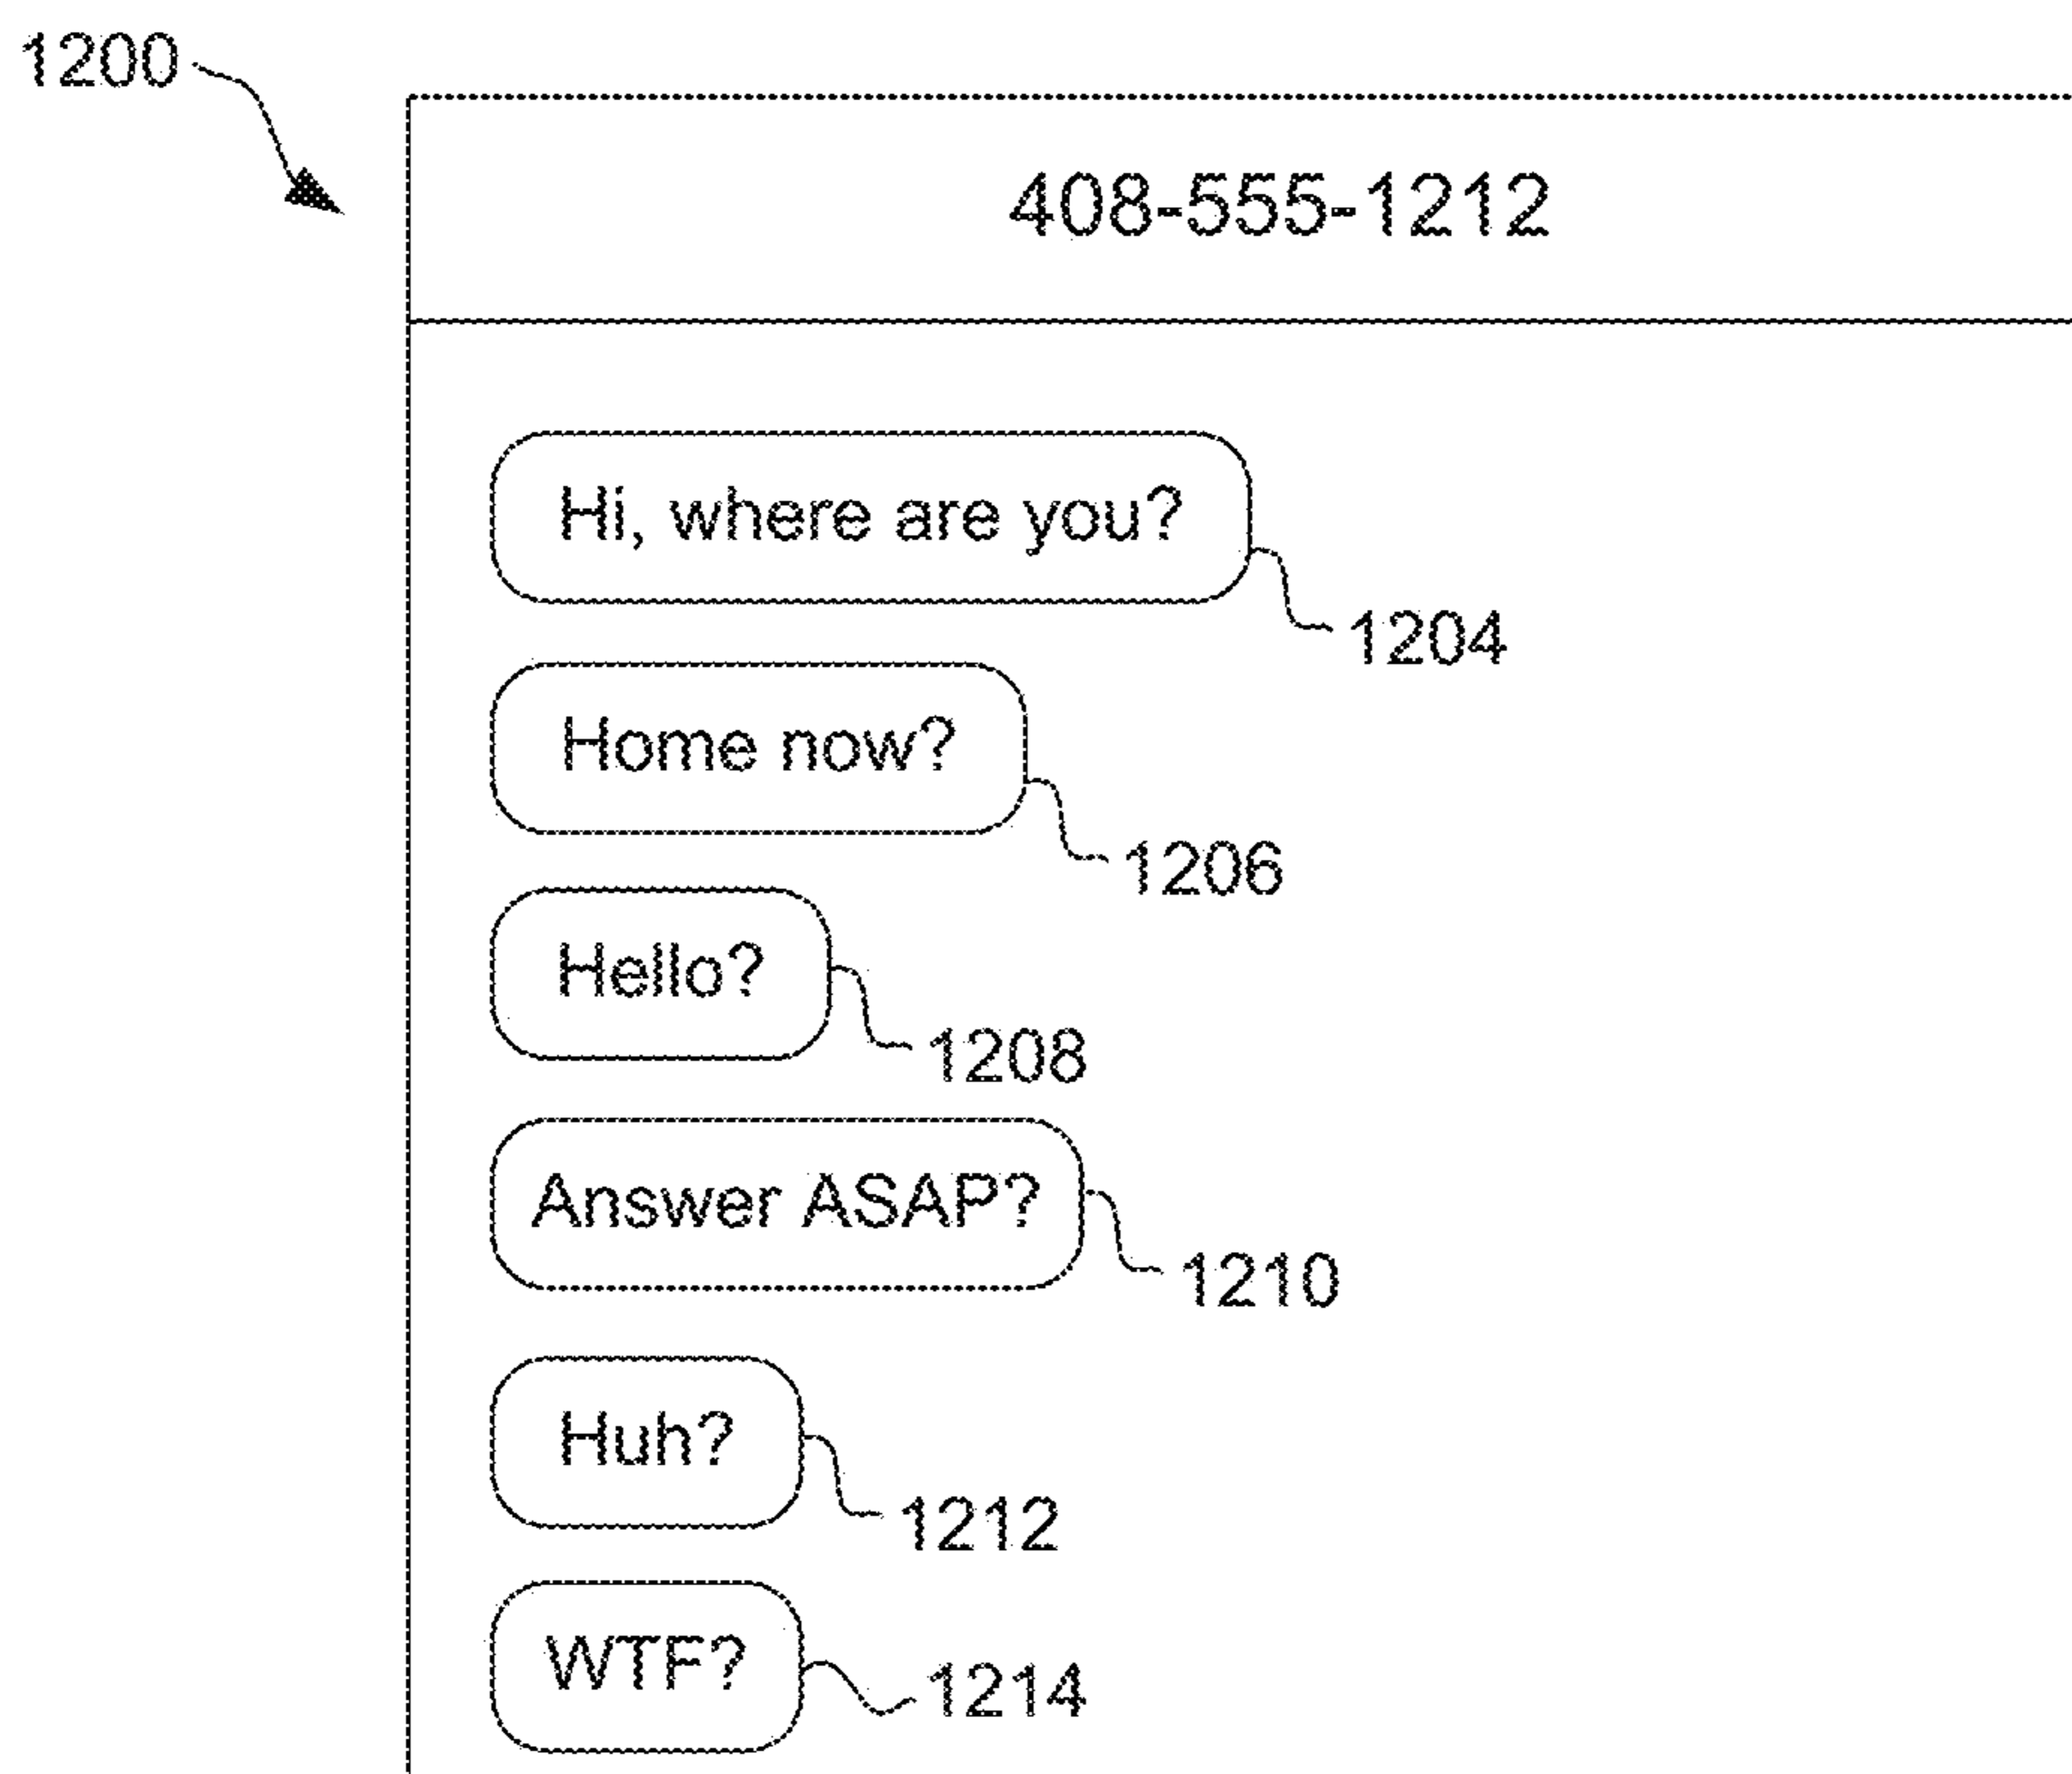 1200
408-555-1212
Hi, where are you?
1204
Home now?
1206
Hello?
1208
Answer ASAP?
1210
Huh?
1212
WTF?
1214